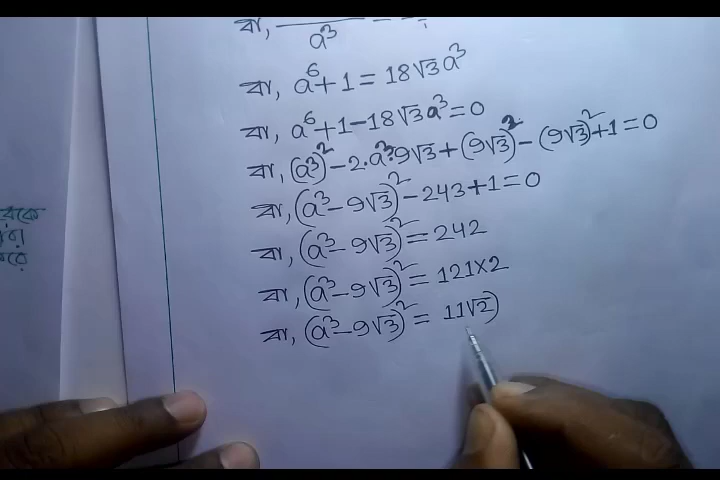 বা, a³
বা, a⁶+1=18√3a³
বা, a⁶+1-18√3a³=0
বা, (a³)²-2.a³.9√3+(9√3)²-(9√3)²+1=0
বা, (a³-9√3)²-243+1=0
বা, (a³-9√3)²=242
বা, (a³-9√3)²=121×2
বা, (a³-9√3)²= 11√2)